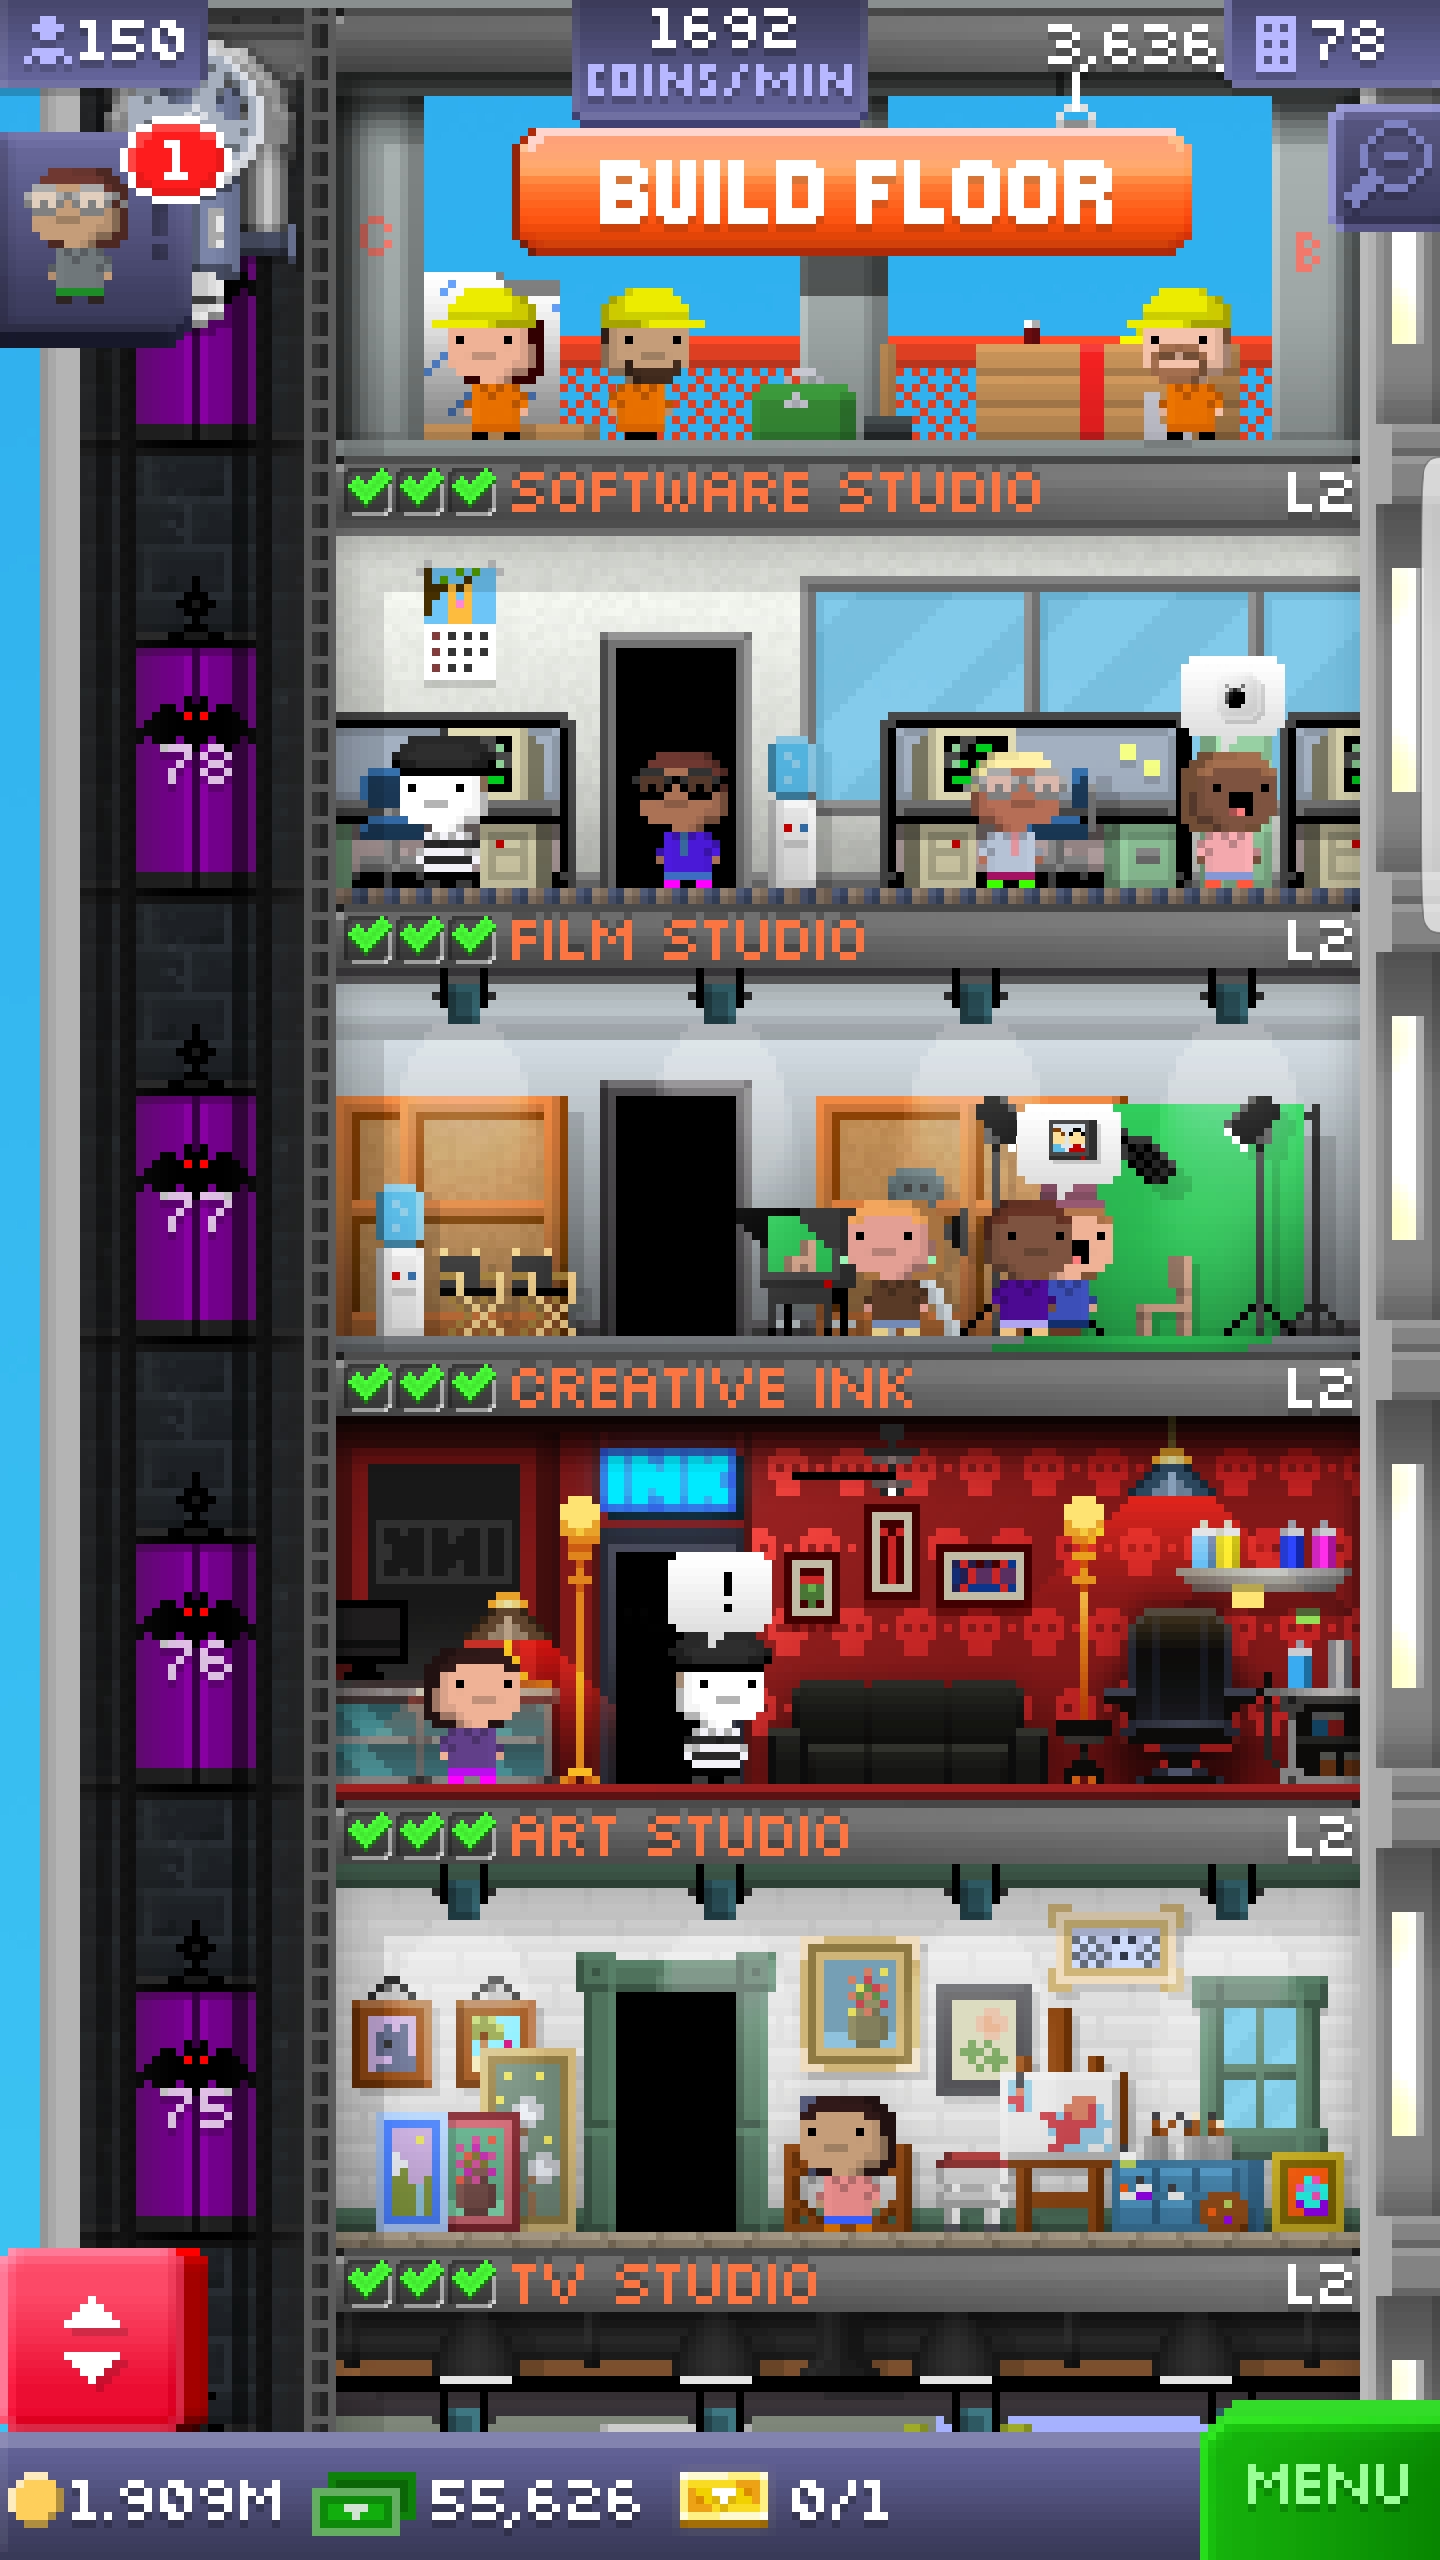 150
1692
COINS/MIN
3,636,
78
1
C
BUILD FLOOR
B
SOFTWARE STUDIO L2
78
FILM STUDIO L2
77
CREATIVE INK L2
INK
INK
!
76
ART STUDIO L2
75
TV STUDIO L2
1.909M 55,626 0/1
MENU